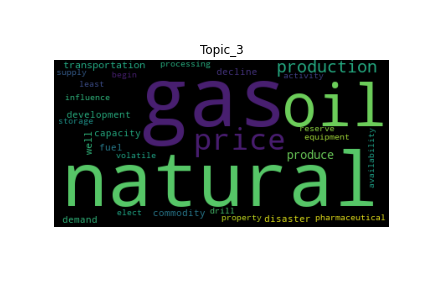 Topic_3
transportation processing production
supply begin decline activity
least
influence gas oil
development
storage capacity price reserve
equipment
well fuel produce
volatile availability
natural
demand elect commodity drill
property disaster pharmaceutical